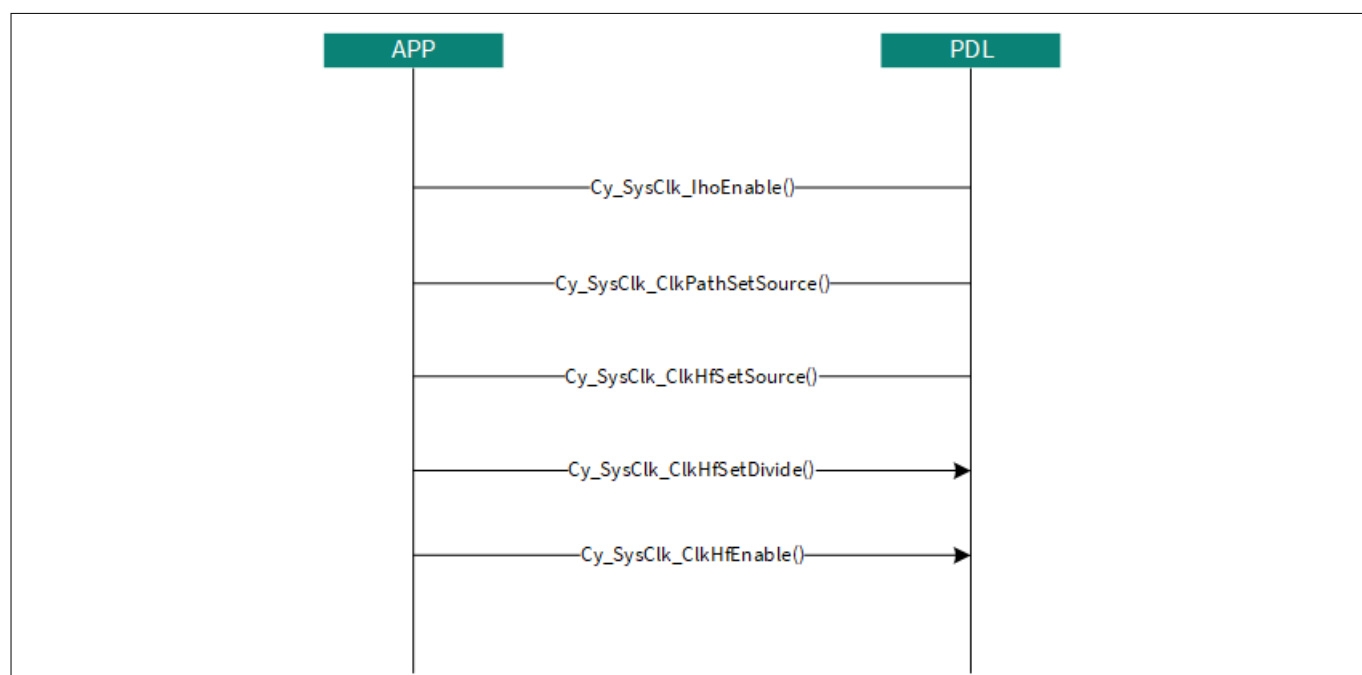 APP
PDL
Cy_SysClk_IhoEnable()
Cy_SysClk_ClkPathSetSource()
Cy_SysClk_ClkHfSetSource()
Cy_SysClk_ClkHfSetDivide()
Cy_SysClk_ClkHfEnable()